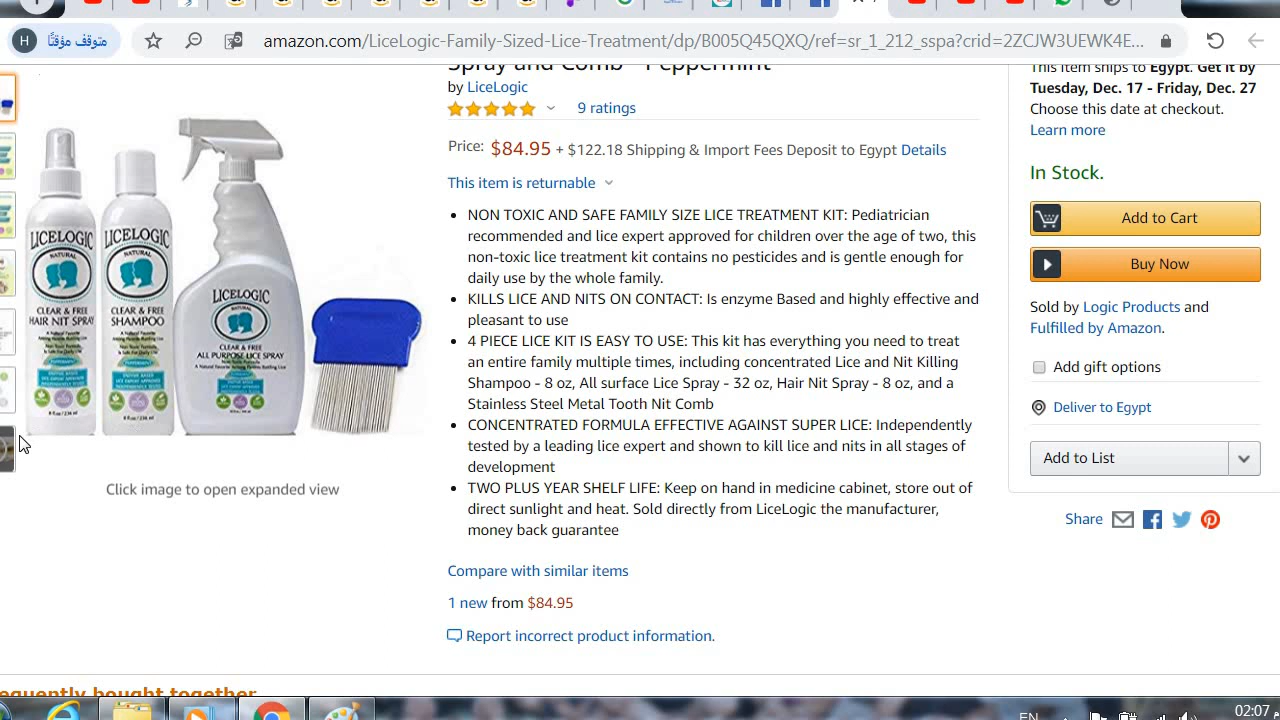 متوقف مؤقتًا
H
amazon.com/LiceLogic-Family-Sized-Lice-Treatment/dp/B005Q45QXQ/ref=sr_1_212_sspa?crid=2ZCJW3UEWK4E...
Spray and Comb - Peppermint
by LiceLogic
9 ratings
Price: $84.95 + $122.18 Shipping & Import Fees Deposit to Egypt Details
This item is returnable
NON TOXIC AND SAFE FAMILY SIZE LICE TREATMENT KIT: Pediatrician
recommended and lice expert approved for children over the age of two, this
non-toxic lice treatment kit contains no pesticides and is gentle enough for
daily use by the whole family.
KILLS LICE AND NITS ON CONTACT: Is enzyme Based and highly effective and
pleasant to use
4 PIECE LICE KIT IS EASY TO USE: This kit has everything you need to treat
an entire family multiple times, including concentrated Lice and Nit Killing
Shampoo - 8 oz, All surface Lice Spray - 32 oz, Hair Nit Spray - 8 oz, and a
Stainless Steel Metal Tooth Nit Comb
CONCENTRATED FORMULA EFFECTIVE AGAINST SUPER LICE: Independently
tested by a leading lice expert and shown to kill lice and nits in all stages of
development
TWO PLUS YEAR SHELF LIFE: Keep on hand in medicine cabinet, store out of
direct sunlight and heat. Sold directly from LiceLogic the manufacturer,
money back guarantee
Compare with similar items
1 new from $84.95
Report incorrect product information.
LICELOGIC
NATURAL
CLEAR & FREE
HAIR NIT SPRAY
LICELOGIC
NATURAL
CLEAR & FREE
SHAMPOO
LICELOGIC
CLEAR & FREE
ALL PURPOSE LICE SPRAY
Click image to open expanded view
This item ships to Egypt. Get it by
Tuesday, Dec. 17 - Friday, Dec. 27
Choose this date at checkout.
Learn more
In Stock.
Add to Cart
Buy Now
Sold by Logic Products and
Fulfilled by Amazon.
Add gift options
Deliver to Egypt
Add to List
Share
equently bought together
EN
02:07